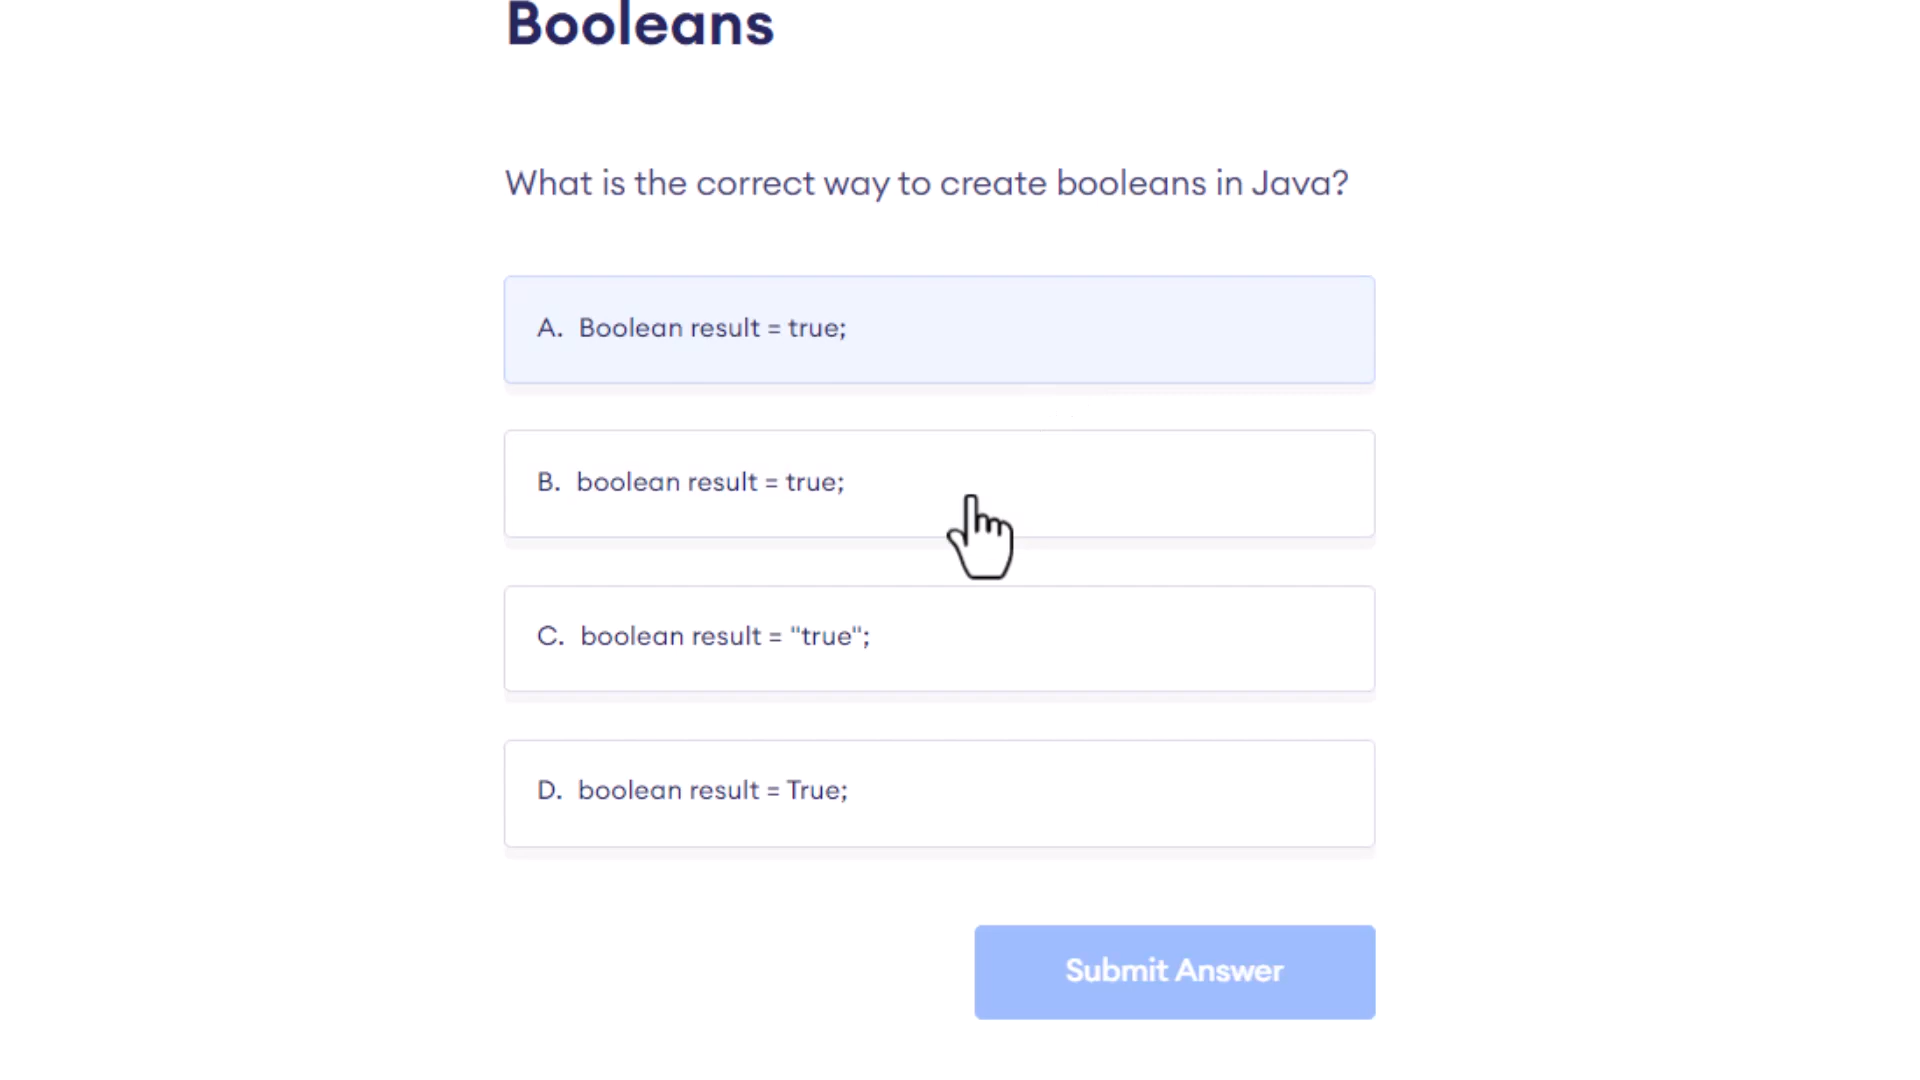 Booleans
What is the correct way to create booleans in Java?
A. Boolean result = true;
B. boolean result = true;
C. boolean result = "true";
D. boolean result = True;
Submit Answer